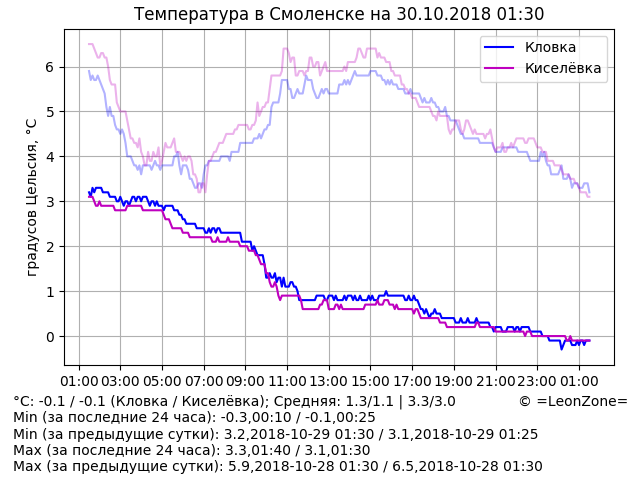 Температура в Смоленске на 30.10.2018 01:30
Кловка
Киселёвка
градусов Цельсия, °C
6
5
4
3
2
1
0
01:00 03:00 05:00 07:00 09:00 11:00 13:00 15:00 17:00 19:00 21:00 23:00 01:00
°C: -0.1 / -0.1 (Кловка / Киселёвка); Средняя: 1.3/1.1 | 3.3/3.0 © =LeonZone=
Min (за последние 24 часа): -0.3,00:10 / -0.1,00:25
Min (за предыдущие сутки): 3.2,2018-10-29 01:30 / 3.1,2018-10-29 01:25
Max (за последние 24 часа): 3.3,01:40 / 3.1,01:30
Max (за предыдущие сутки): 5.9,2018-10-28 01:30 / 6.5,2018-10-28 01:30